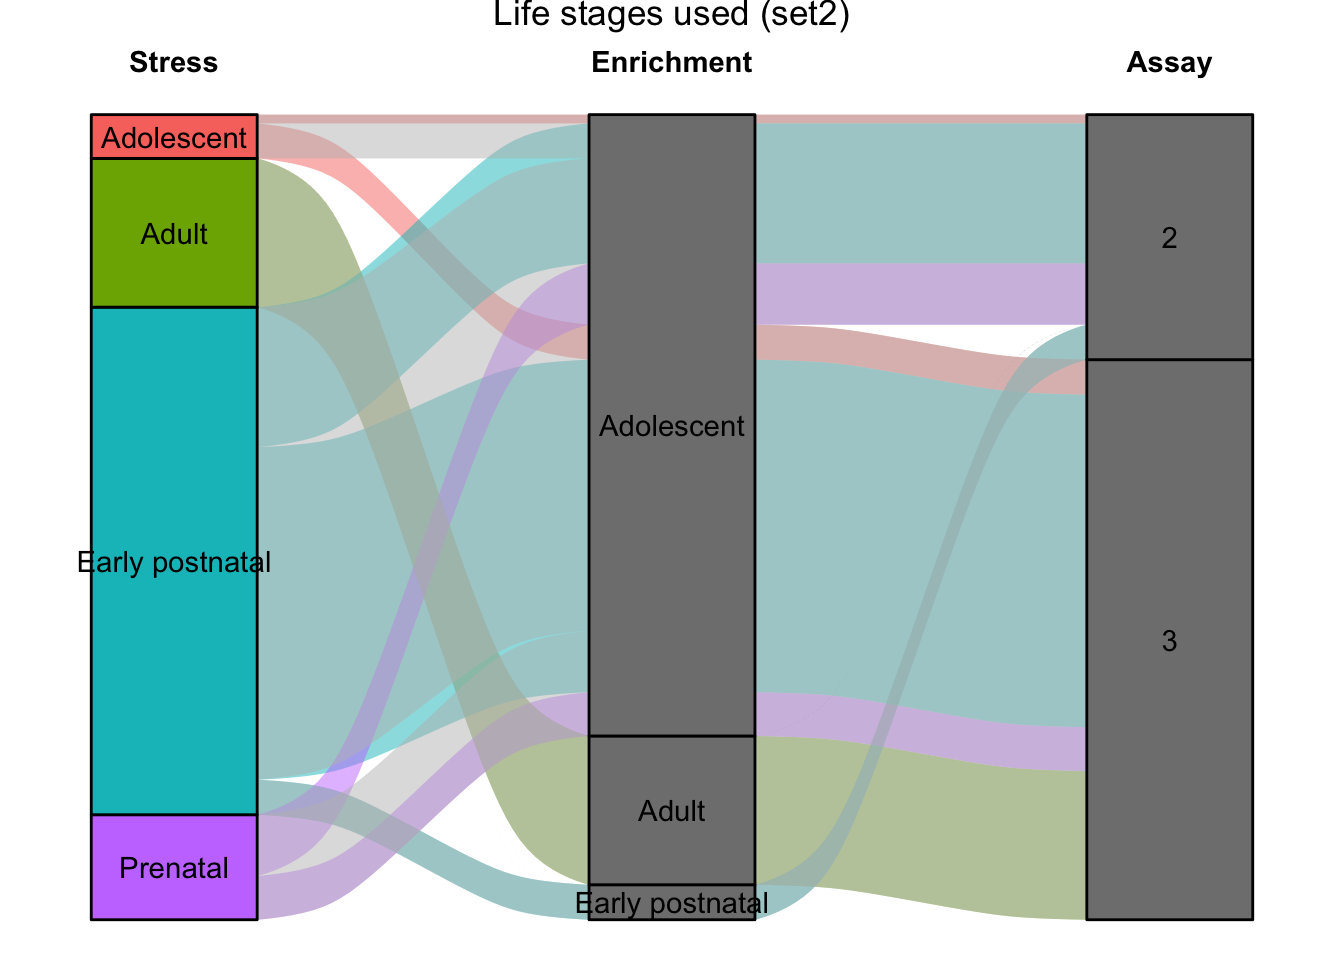 Life stages used (set2)
Stress Enrichment Assay
Adolescent
Adult
Early postnatal
Prenatal
Adolescent
Adult
Early postnatal
2
3